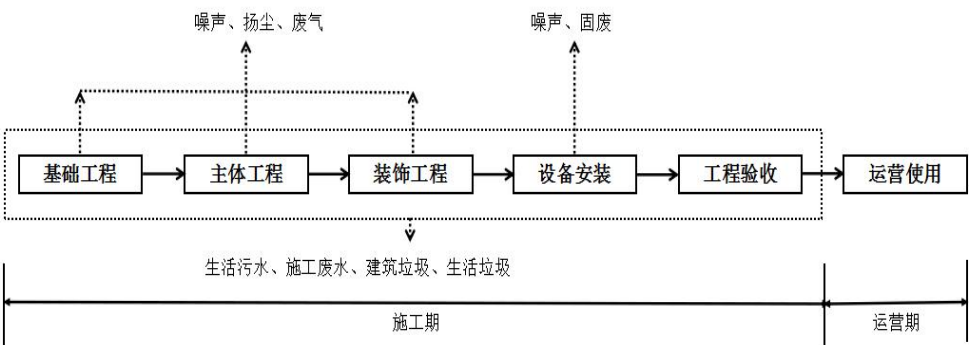 噪声、扬尘、废气
噪声、固废
基础工程
主体工程
装饰工程
设备安装
工程验收
运营使用
生活污水、施工废水、建筑垃圾、生活垃圾
施工期
运营期